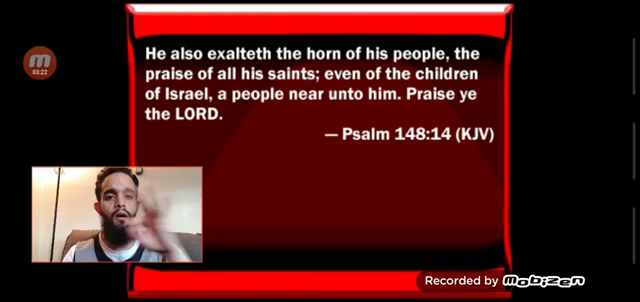 He also exalteth the horn of his people, the
praise of all his saints; even of the children
of Israel, a people near unto him. Praise ye
the LORD.
— Psalm 148:14 (KJV)
m
03:22
Recorded by mobizen